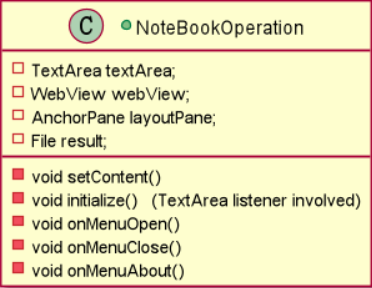 C NoteBookOperation
TextArea textArea;
WebView webView;
AnchorPane layoutPane;
File result;
void setContent()
void initialize() (TextArea listener involved)
void onMenuOpen()
void onMenuClose()
void onMenuAbout()